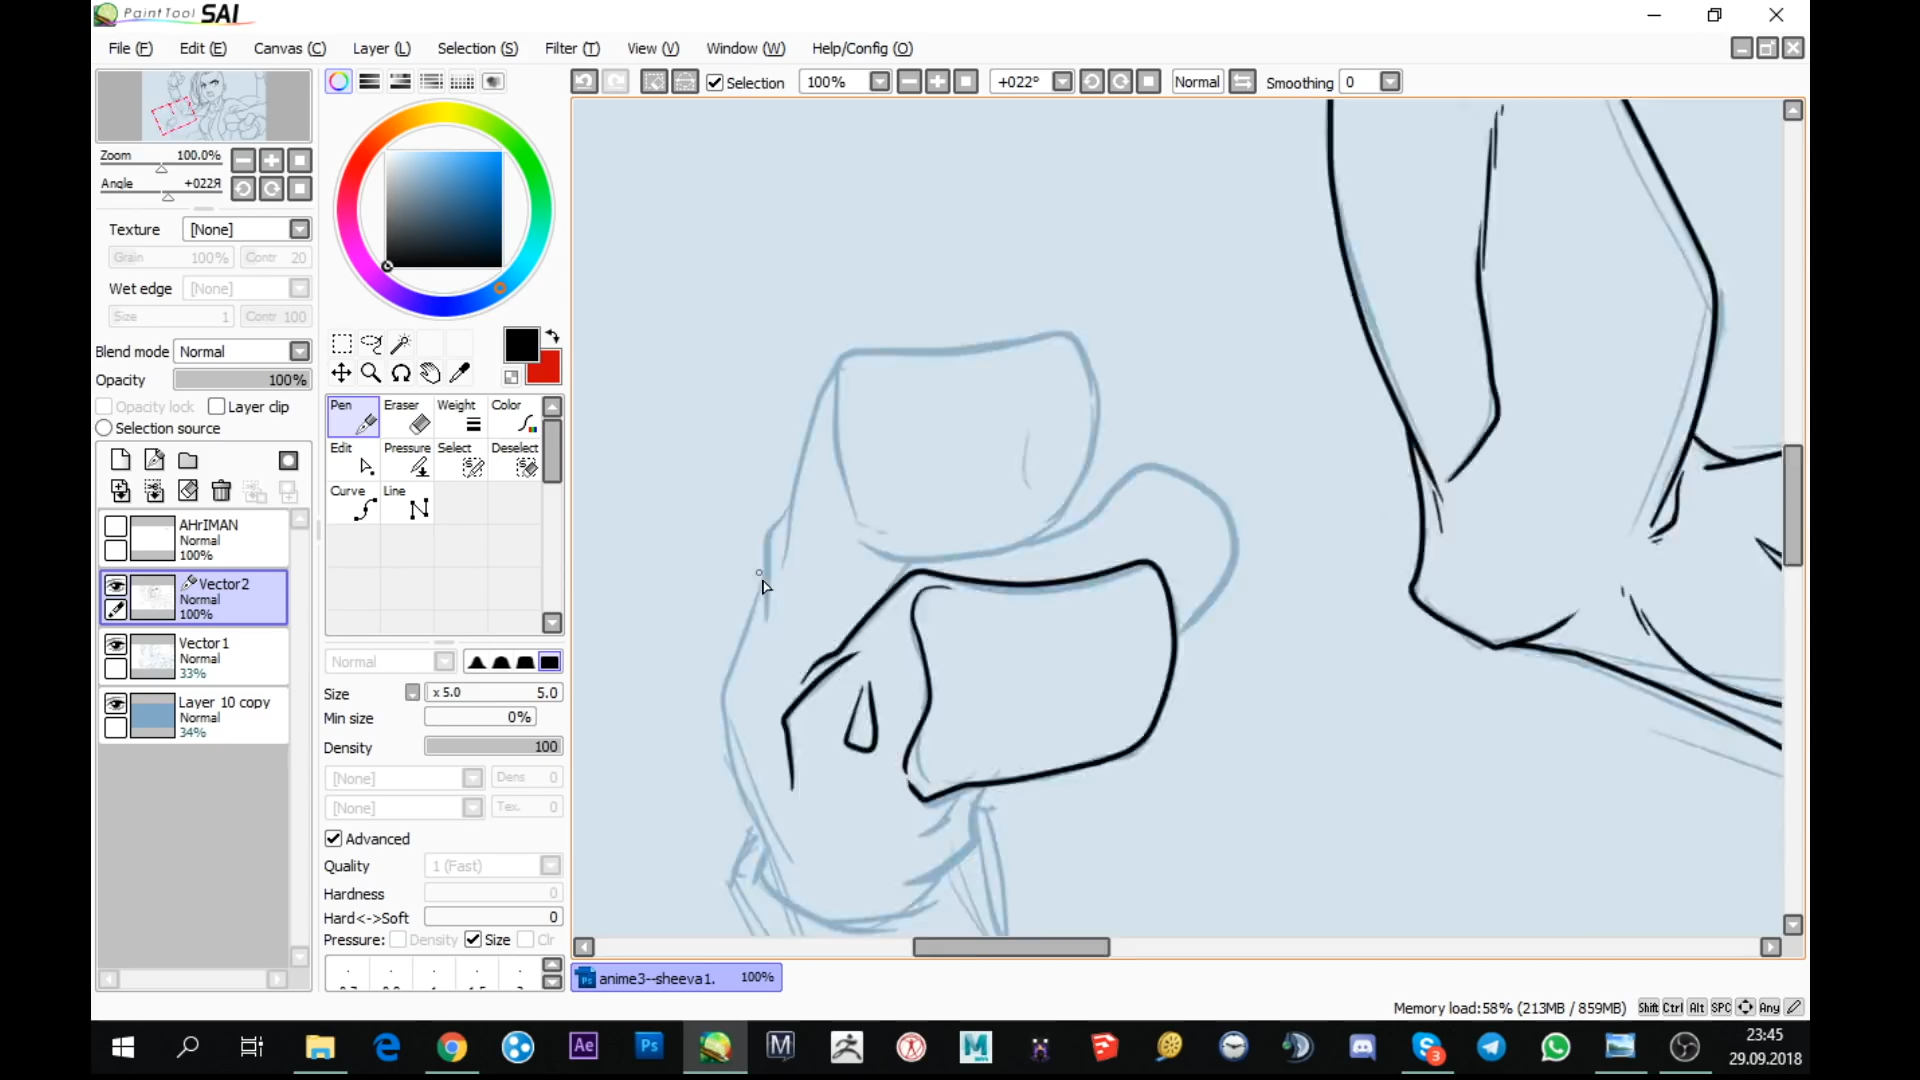 PaintTool SAI
File (F) Edit (E) Canvas (C) Layer (L) Selection (S) Filter (T) View (V) Window (W) Help/Config (O)
Selection 100% +022° Normal Smoothing 0
Zoom 100.0%
Angle +022Я
Texture [None]
Grain 100% Contr 20
Wet edge [None]
Size 1 Contr 100
Blend mode Normal
Opacity 100%
Opacity lock Layer clip
Selection source
AHrIMAN
Normal
100%
Vector2
Normal
100%
Vector1
Normal
33%
Layer 10 copy
Normal
34%
Pen Eraser Weight Color
Edit Pressure Select Deselect
Curve Line
Normal
Size x 5.0 5.0
Min size 0%
Density 100
[None] Dens 0
[None] Tex. 0
Advanced
Quality 1 (Fast)
Hardness 0
Hard<->Soft 0
Pressure: Density Size Clr
anime3--sheeva1. 100%
Memory load:58% (213MB / 859MB) Shift Ctrl Alt SPC Any
Ae Ps M M S 3
23:45
29.09.2018